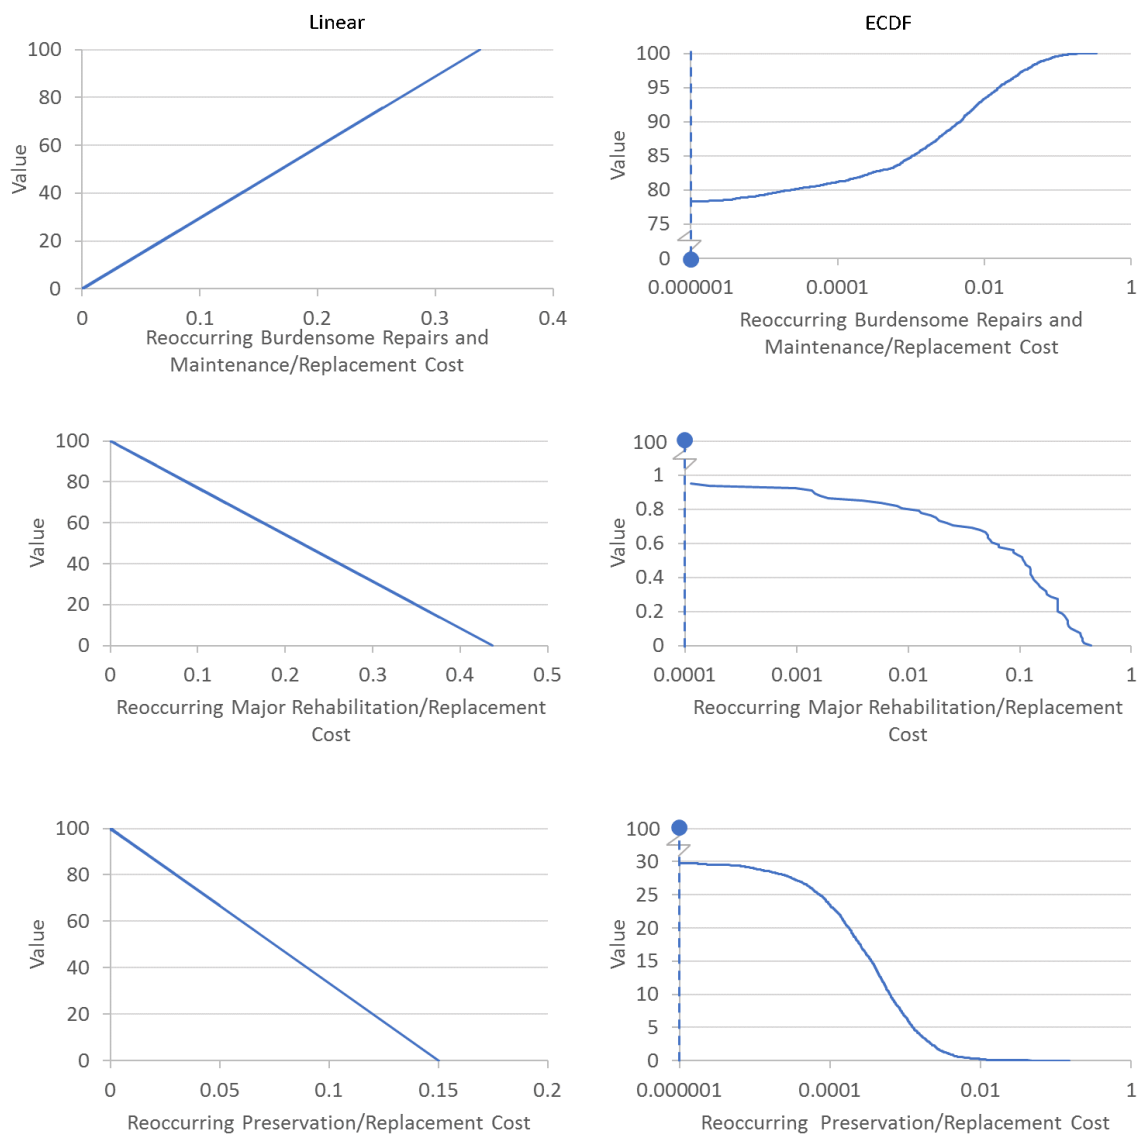 Linear
100
80
60
40
20
0
Value
0 0.1 0.2 0.3 0.4
Reoccurring Burdensome Repairs and
Maintenance/Replacement Cost
ECDF
100
95
90
85
80
75
0
Value
0.000001 0.0001 0.01 1
Reoccurring Burdensome Repairs and
Maintenance/Replacement Cost
100
80
60
40
20
0
Value
0 0.1 0.2 0.3 0.4 0.5
Reoccurring Major Rehabilitation/Replacement
Cost
100
1
0.8
0.6
0.4
0.2
0
Value
0.0001 0.001 0.01 0.1 1
Reoccurring Major Rehabilitation/Replacement
Cost
100
80
60
40
20
0
Value
0 0.05 0.1 0.15 0.2
Reoccurring Preservation/Replacement Cost
100
30
25
20
15
10
5
0
Value
0.000001 0.0001 0.01 1
Reoccurring Preservation/Replacement Cost